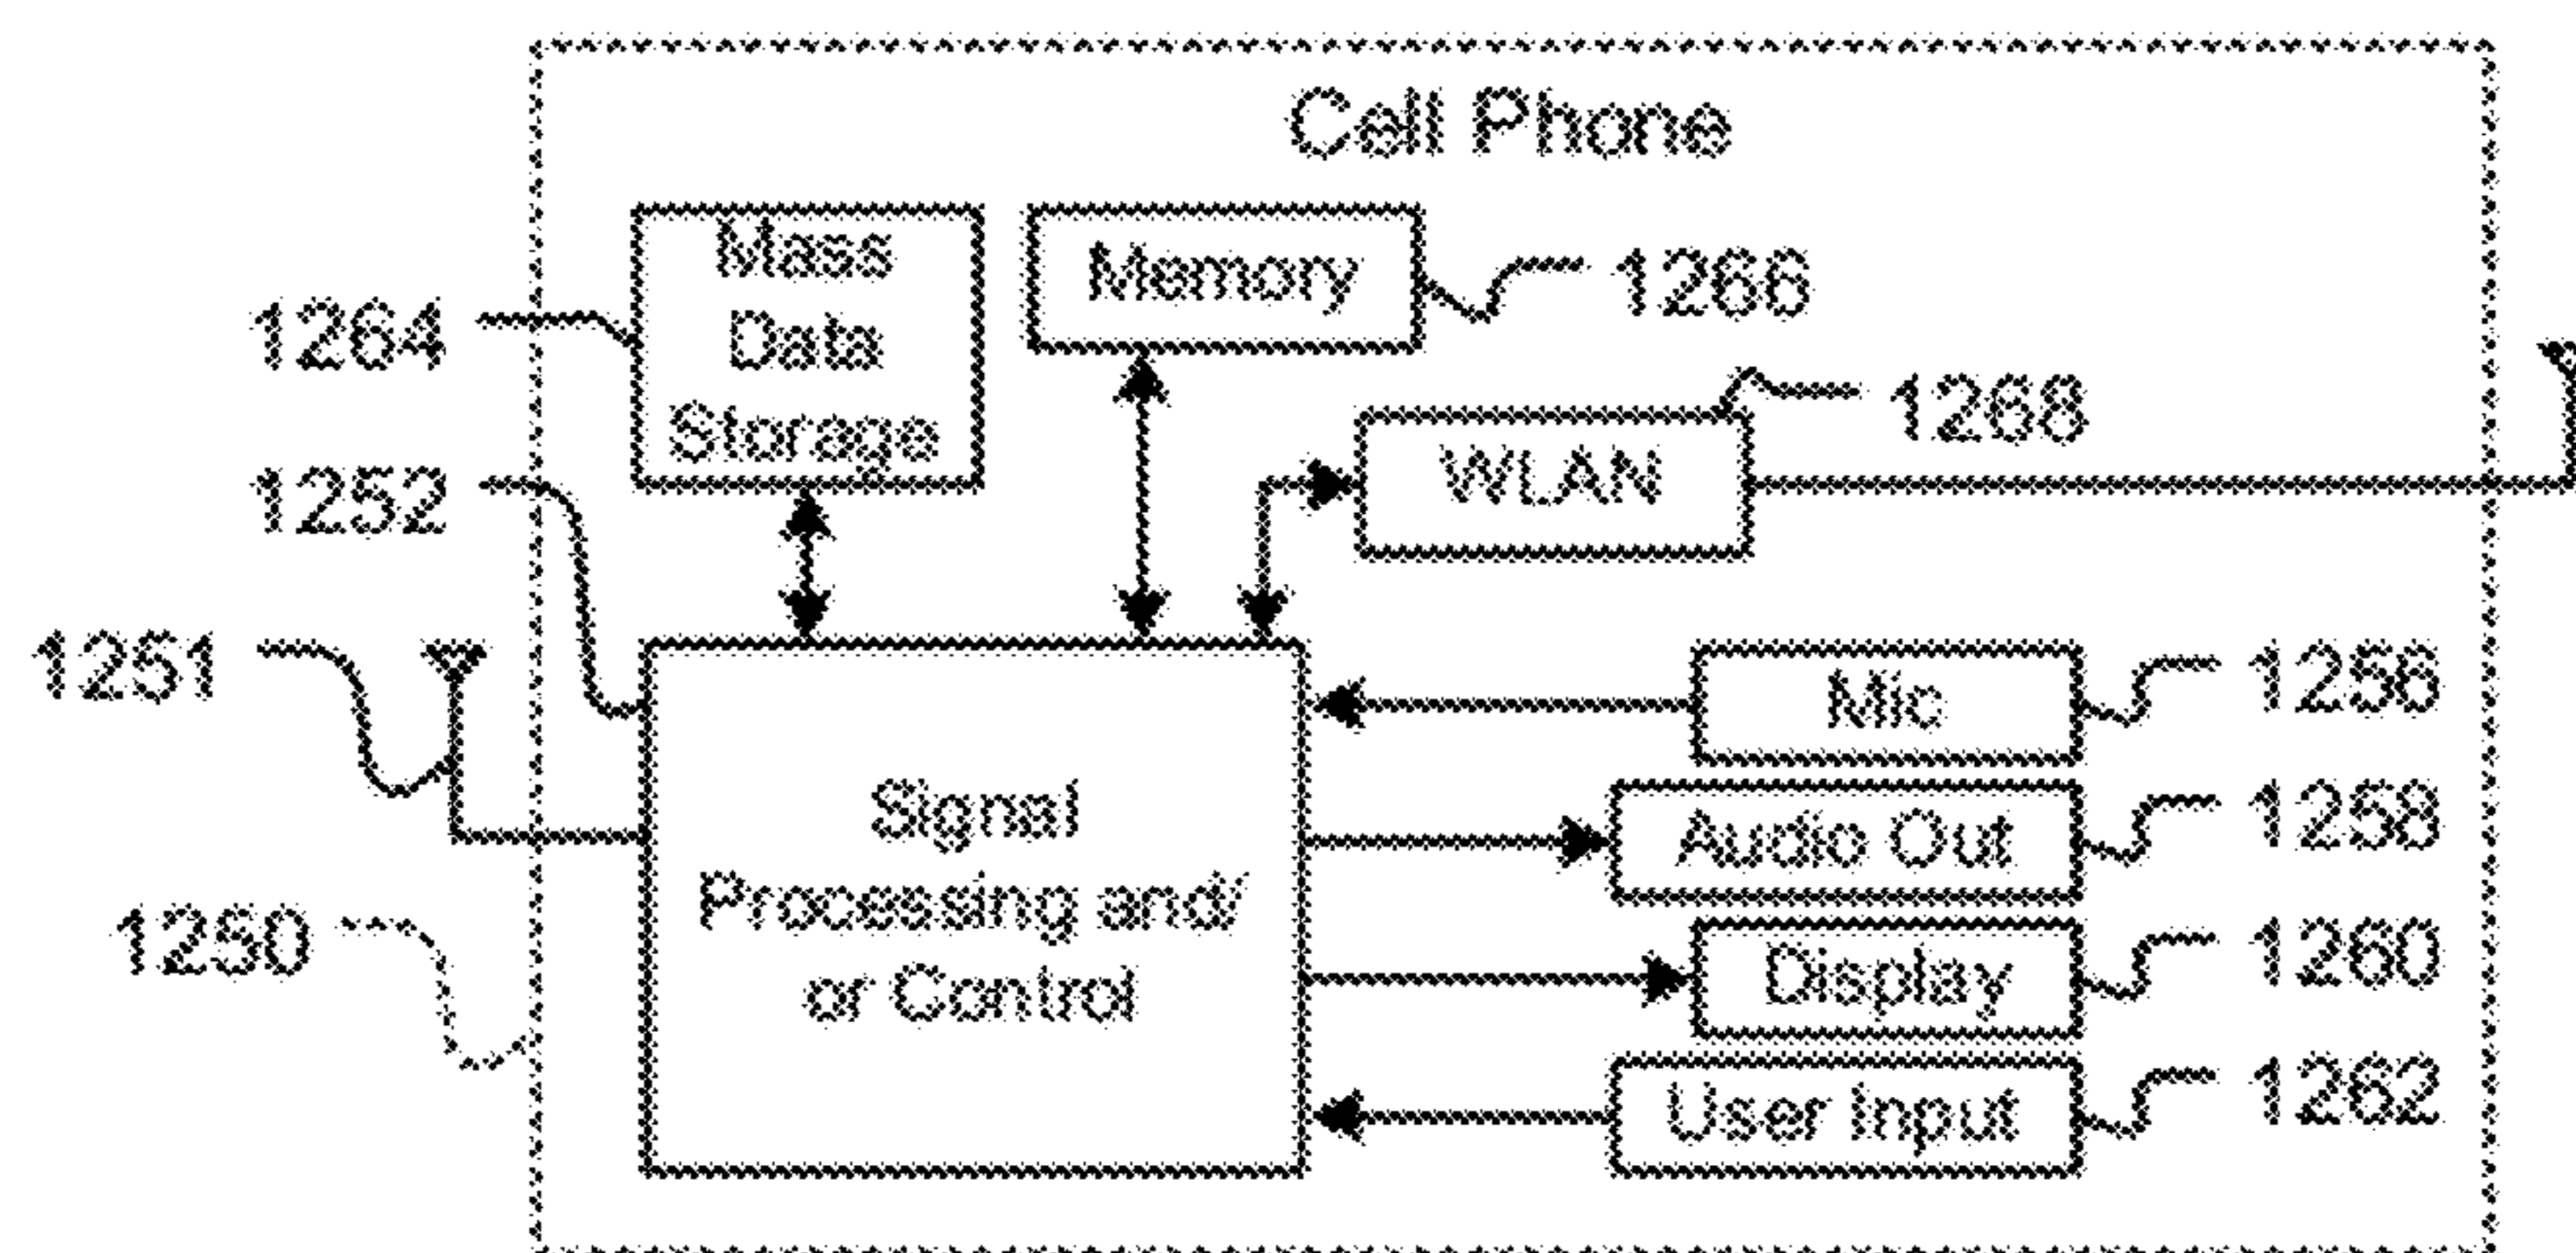 Cell Phone
Mass
Data
Storage
Memory
1266
1264
1268
WLAN
1252
1251
Mic
1256
Signal
Processing and/
or Control
Audio Out
1258
1250
Display
1260
User Input
1262